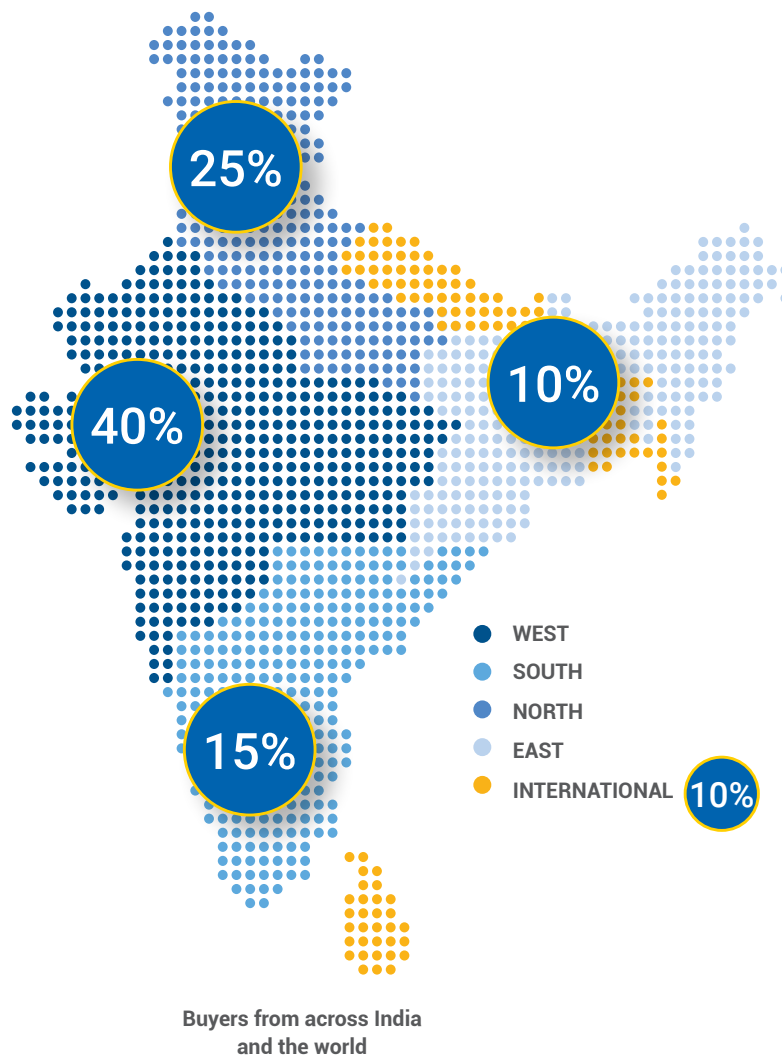 25%
10%
40%
WEST
SOUTH
NORTH
EAST
INTERNATIONAL 10%
15%
Buyers from across India
and the world